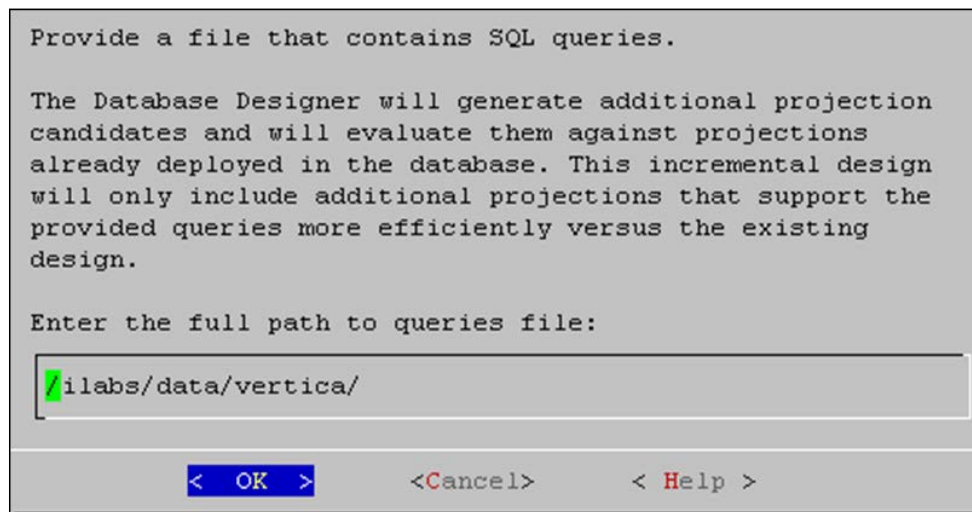 Provide a file that contains SQL queries.
The Database Designer will generate additional projection
candidates and will evaluate them against projections
already deployed in the database. This incremental design
will only include additional projections that support the
provided queries more efficiently versus the existing
design.
Enter the full path to queries file:
/ilabs/data/vertica/
< OK > <Cancel> < Help >